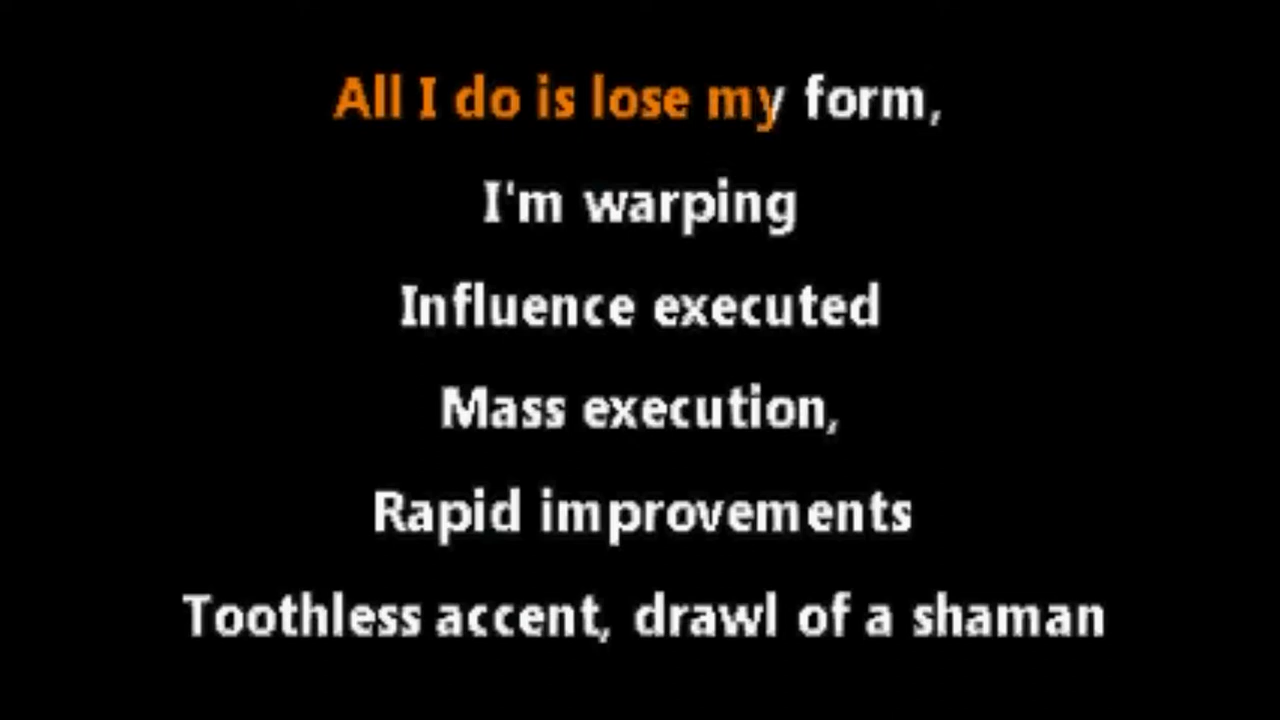 All I do is lose my form,
I'm warping
Influence executed
Mass execution,
Rapid improvements
Toothless accent, drawl of a shaman